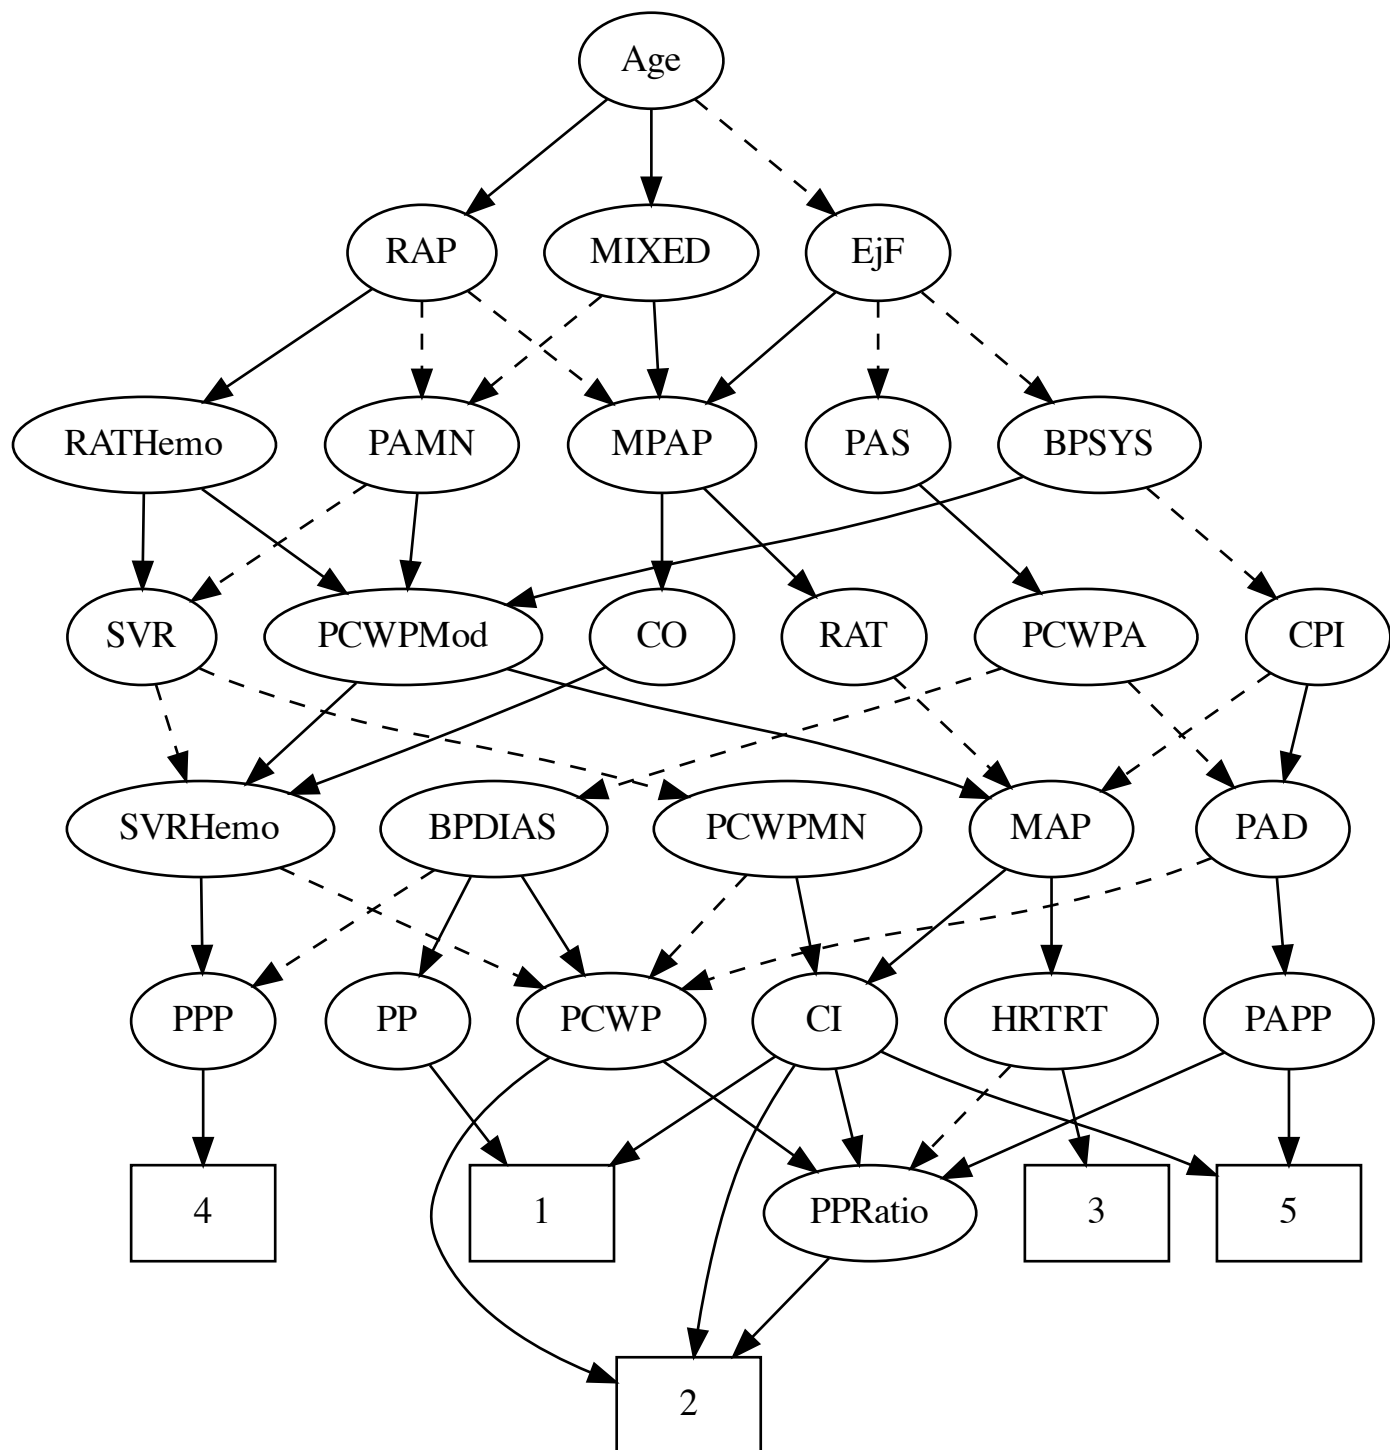 Age
RAP
MIXED
EjF
RATHemo
PAMN
MPAP
PAS
BPSYS
SVR
PCWPMod
CO
RAT
PCWPA
CPI
SVRHemo
BPDIAS
PCWPMN
MAP
PAD
PPP
PP
PCWP
CI
HRTRT
PAPP
4
1
PPRatio
3
5
2